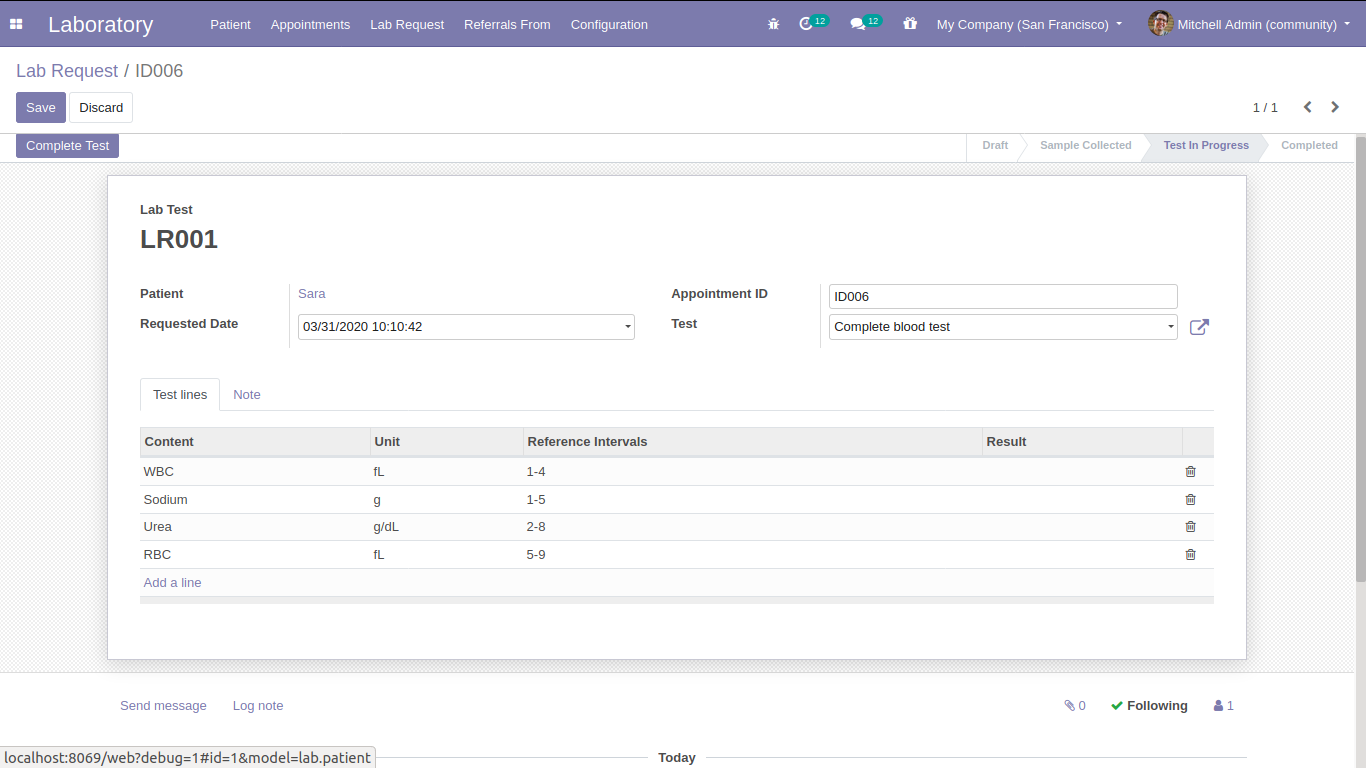 Laboratory Patient Appointments Lab Request Referrals From Configuration 12 12 My Company (San Francisco) Mitchell Admin (community)
Lab Request / ID006
Save Discard 1 / 1
Complete Test Draft Sample Collected Test In Progress Completed
Lab Test
LR001
Patient Sara Appointment ID ID006
Requested Date 03/31/2020 10:10:42 Test Complete blood test
Test lines Note
Content Unit Reference Intervals Result
WBC fL 1-4
Sodium g 1-5
Urea g/dL 2-8
RBC fL 5-9
Add a line
Send message Log note 0 Following 1
localhost:8069/web?debug=1#id=1&model=lab.patient Today